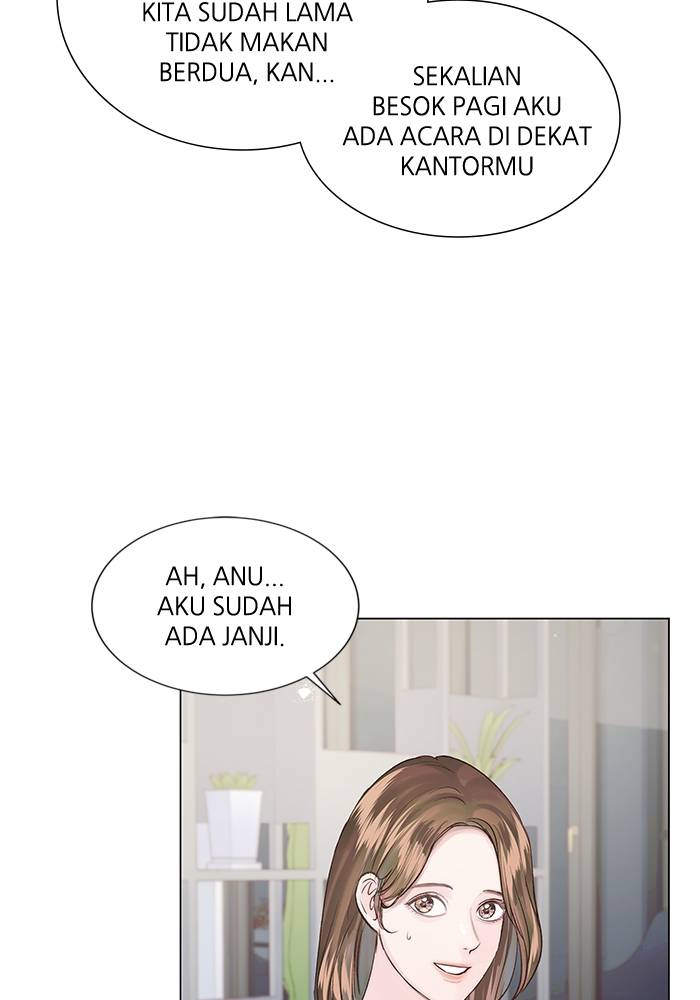 KITA SUDAH LAMA
TIDAK MAKAN
BERDUA, KAN...
SEKALIAN
BESOK PAGI AKU
ADA ACARA DI DEKAT
KANTORMU
AH, ANU...
AKU SUDAH
ADA JANJI.